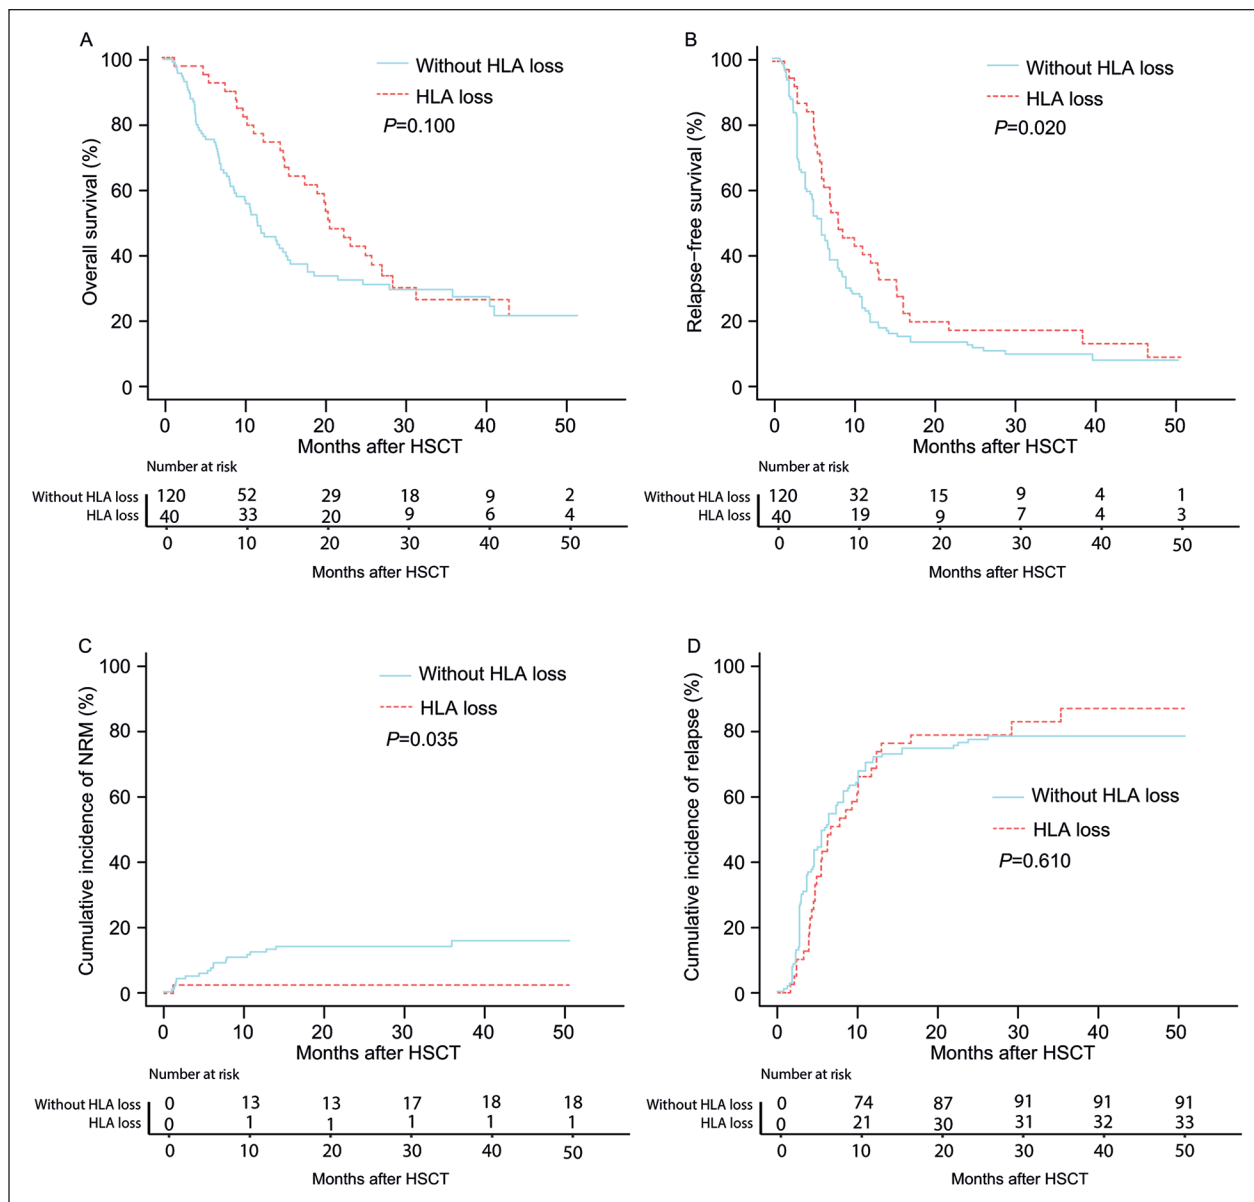 A
Overall survival (%)
100
80
60
40
20
0
Without HLA loss
HLA loss
P=0.100
0 10 20 30 40 50
Months after HSCT
Number at risk
Without HLA loss 120 52 29 18 9 2
HLA loss 40 33 20 9 6 4
0 10 20 30 40 50
Months after HSCT
B
Relapse-free survival (%)
100
80
60
40
20
0
Without HLA loss
HLA loss
P=0.020
0 10 20 30 40 50
Months after HSCT
Number at risk
Without HLA loss 120 32 15 9 4 1
HLA loss 40 19 9 7 4 3
0 10 20 30 40 50
Months after HSCT
C
Cumulative incidence of NRM (%)
100
80
60
40
20
0
Without HLA loss
HLA loss
P=0.035
0 10 20 30 40 50
Months after HSCT
Number at risk
Without HLA loss 0 13 13 17 18 18
HLA loss 0 1 1 1 1 1
0 10 20 30 40 50
Months after HSCT
D
Cumulative incidence of relapse (%)
100
80
60
40
20
0
Without HLA loss
HLA loss
P=0.610
0 10 20 30 40 50
Months after HSCT
Number at risk
Without HLA loss 0 74 87 91 91 91
HLA loss 0 21 30 31 32 33
0 10 20 30 40 50
Months after HSCT